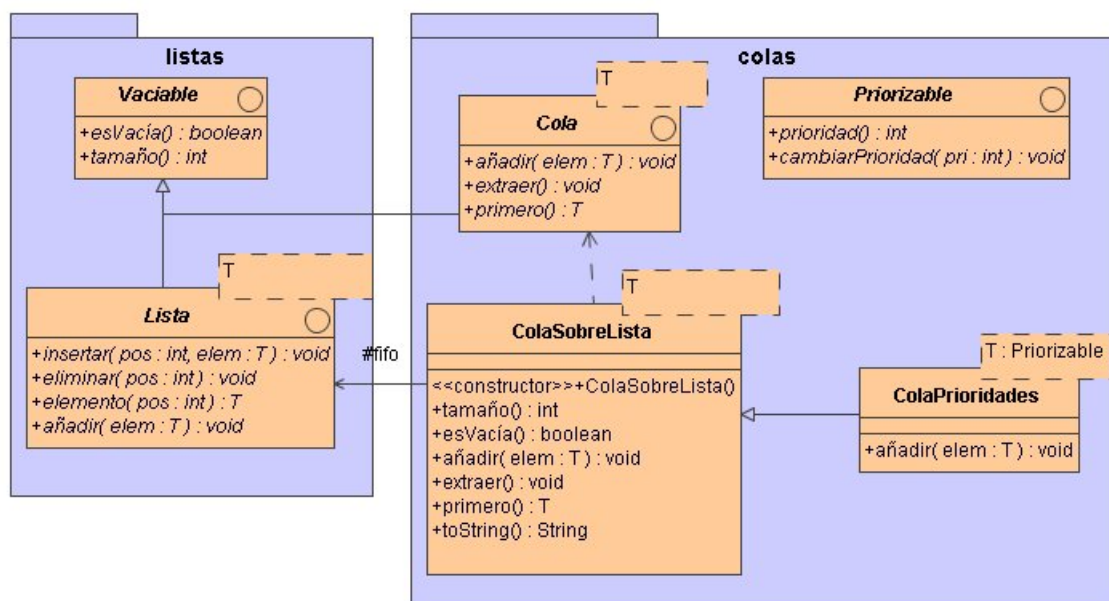 listas
Vaciable
+esVacía() : boolean
+tamaño() : int
T
Lista
+insertar( pos : int, elem : T ) : void
+eliminar( pos : int ) : void
+elemento( pos : int ) : T
+añadir( elem : T ) : void
#fifo
colas
T
Cola
+añadir( elem : T ) : void
+extraer() : void
+primero() : T
Priorizable
+prioridad() : int
+cambiarPrioridad( pri : int ) : void
T
ColaSobreLista
<<constructor>>+ColaSobreLista()
+tamaño() : int
+esVacía() : boolean
+añadir( elem : T ) : void
+extraer() : void
+primero() : T
+toString() : String
T : Priorizable
ColaPrioridades
+añadir( elem : T ) : void